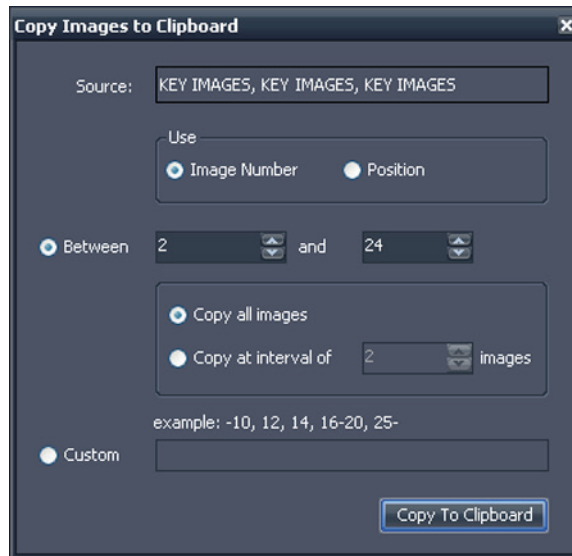 Copy Images to Clipboard
Source: KEY IMAGES, KEY IMAGES, KEY IMAGES
Use
Image Number Position
Between 2 and 24
Copy all images
Copy at interval of 2 images
example: -10, 12, 14, 16-20, 25-
Custom
Copy To Clipboard